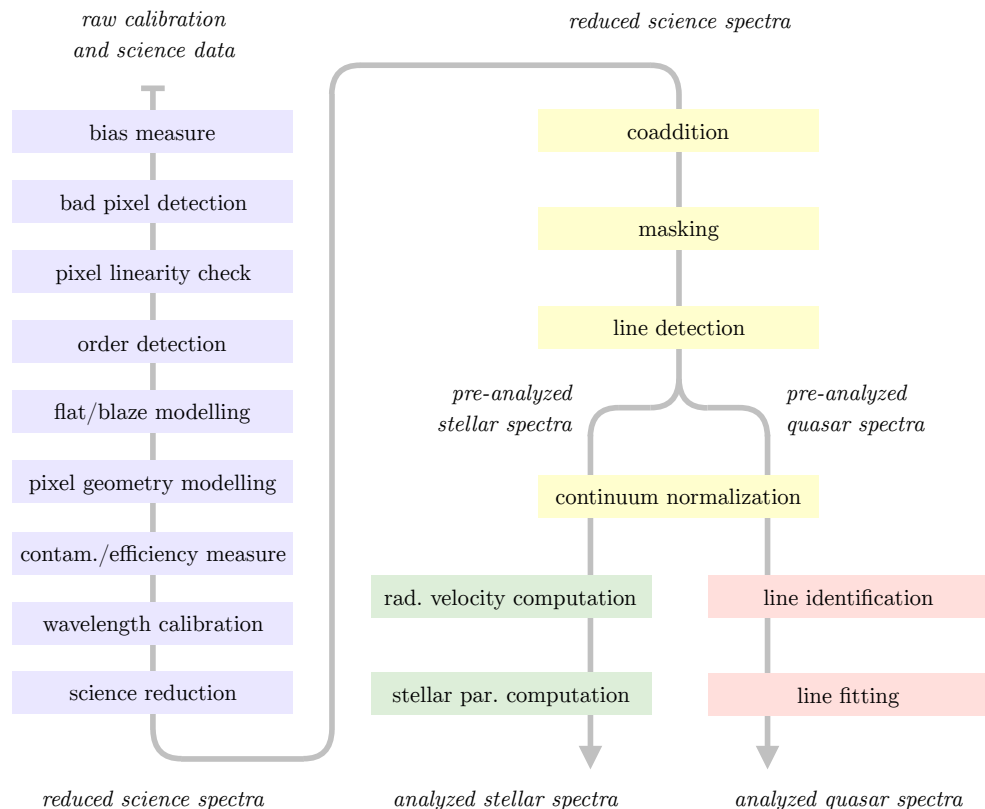 raw calibration
and science data
bias measure
bad pixel detection
pixel linearity check
order detection
flat/blaze modelling
pixel geometry modelling
contam./efficiency measure
wavelength calibration
science reduction
reduced science spectra
reduced science spectra
coaddition
masking
line detection
pre-analyzed
stellar spectra
pre-analyzed
quasar spectra
continuum normalization
rad. velocity computation
stellar par. computation
analyzed stellar spectra
line identification
line fitting
analyzed quasar spectra